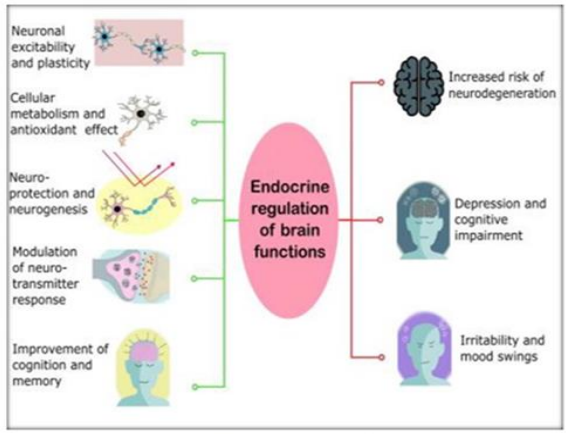 Neuronal
excitability
and plasticity
Cellular
metabolism and
antioxidant effect
Neuro-
protection and
neurogenesis
Modulation
of neuro-
transmitter
response
Improvement of
cognition and
memory
Endocrine
regulation
of brain
functions
Increased risk of
neurodegeneration
Depression and
cognitive
impairment
Irritability and
mood swings